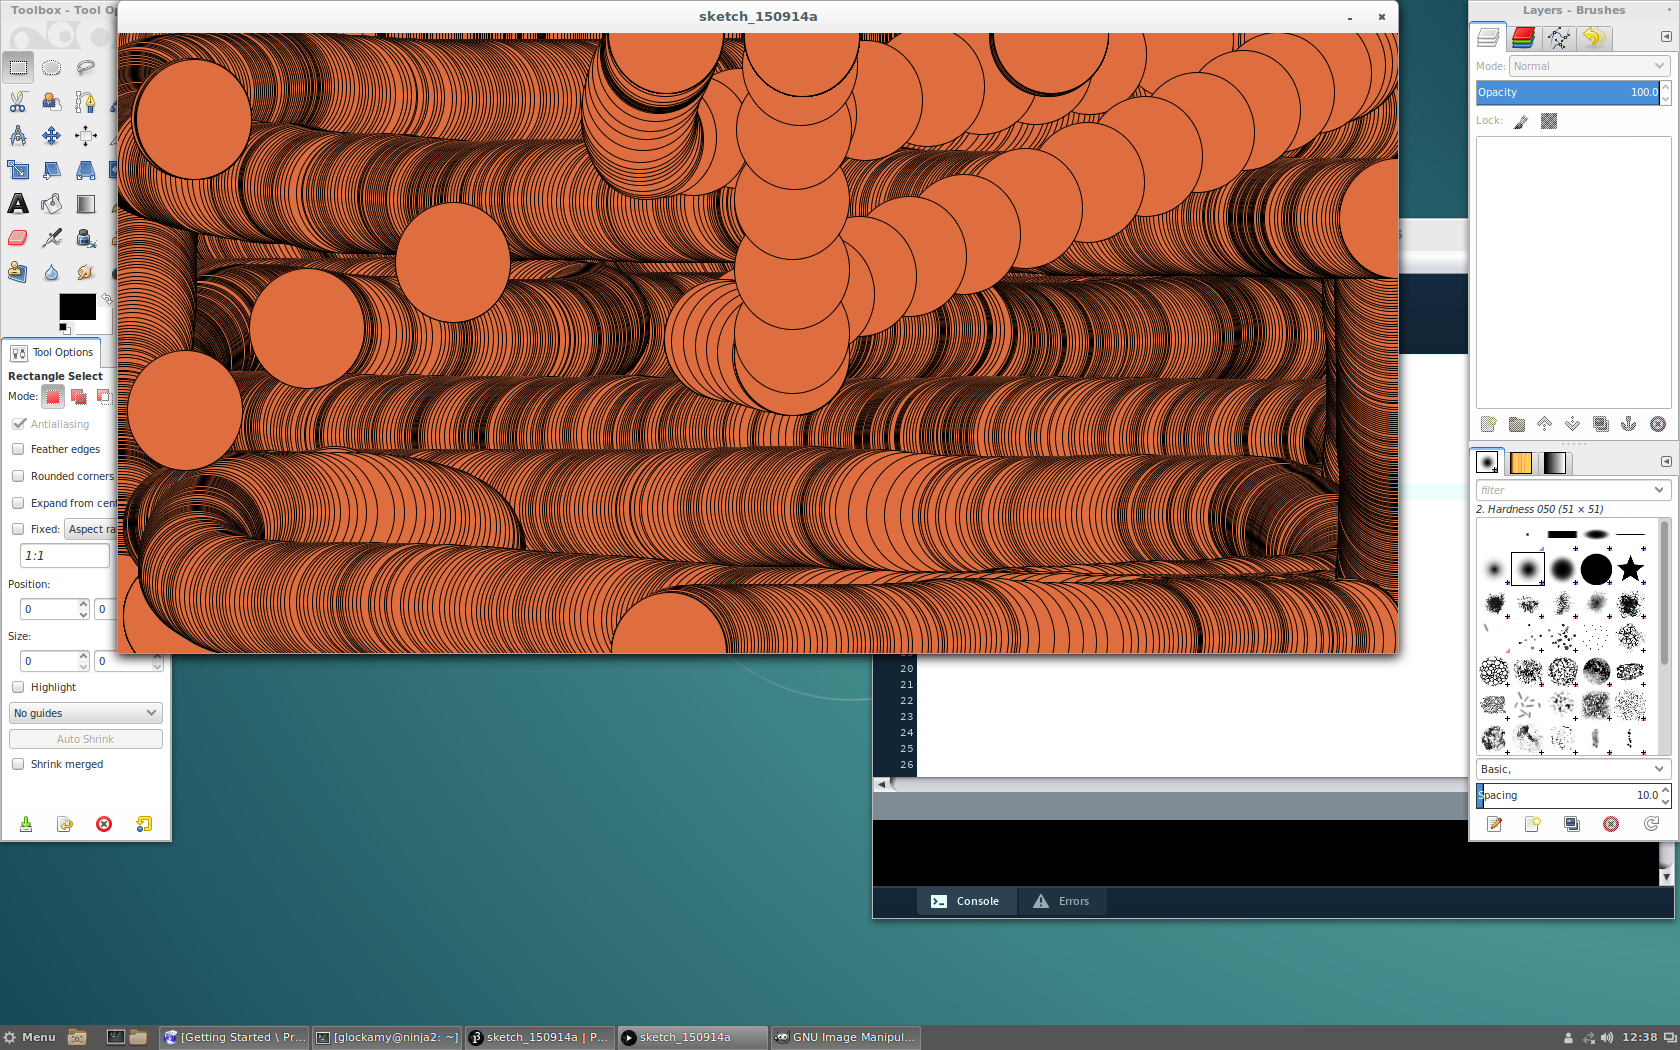 Toolbox - Tool Op
sketch_150914a
Layers - Brushes
Mode: Normal
Opacity 100.0
Lock:
Tool Options
Rectangle Select
Mode:
Antialiasing
Feather edges
Rounded corners
Expand from cen
Fixed: Aspect ra
1:1
Position:
0 0
Size:
0 0
Highlight
No guides
Auto Shrink
Shrink merged
filter
2. Hardness 050 (51 × 51)
Basic,
Spacing 10.0
20
21
22
23
24
25
26
Console Errors
Menu [Getting Started \ Pr... [glockamy@ninja2: ~] sketch_150914a | P... sketch_150914a GNU Image Manipul... 12:38